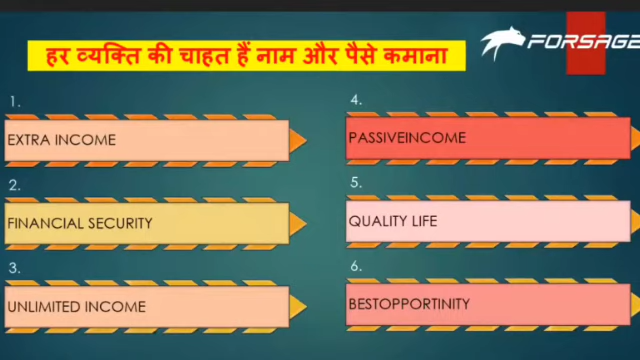 हर व्यक्ति की चाहत हैं नाम और पैसे कमाना
FORSAGE
1.
EXTRA INCOME
2.
FINANCIAL SECURITY
3.
UNLIMITED INCOME
4.
PASSIVEINCOME
5.
QUALITY LIFE
6.
BESTOPPORTINITY